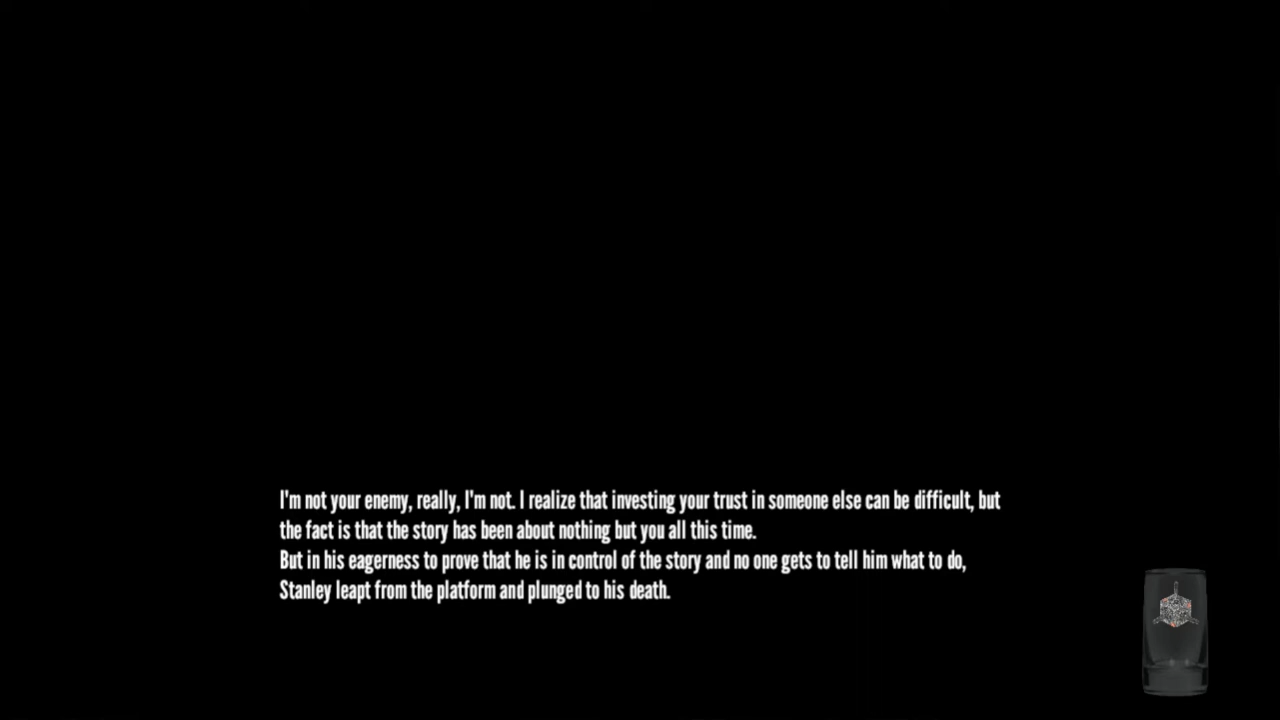 I'm not your enemy, really, I'm not. I realize that investing your trust in someone else can be difficult, but
the fact is that the story has been about nothing but you all this time.
But in his eagerness to prove that he is in control of the story and no one gets to tell him what to do,
Stanley leapt from the platform and plunged to his death.